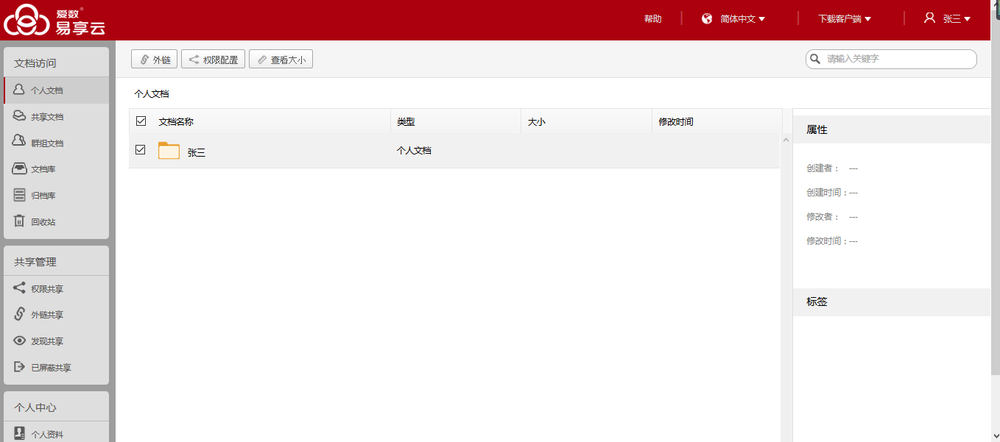 爱数®
易享云
帮助
简体中文
下载客户端
张三
文档访问
个人文档
共享文档
群组文档
文档库
归档库
回收站
共享管理
权限共享
外链共享
发现共享
已屏蔽共享
个人中心
个人资料
外链
权限配置
查看大小
请输入关键字
个人文档
文档名称
类型
大小
修改时间
张三
个人文档
属性
创建者： ---
创建时间：---
修改者： ---
修改时间：---
标签